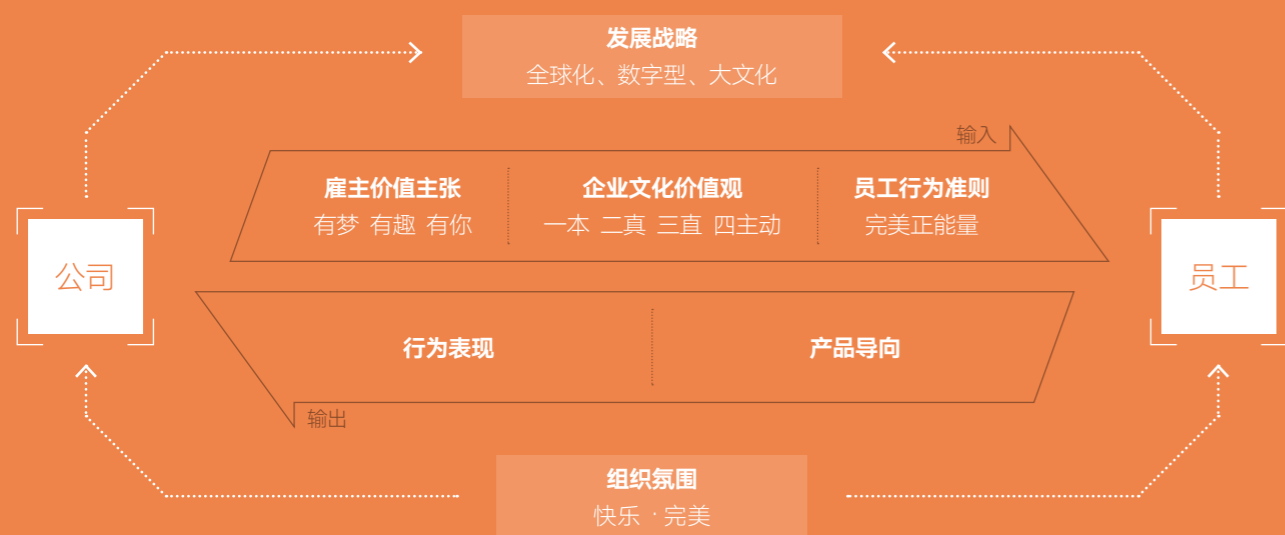 发展战略
全球化、数字型、大文化
输入
雇主价值主张
有梦 有趣 有你
企业文化价值观
一本 二真 三直 四主动
员工行为准则
完美正能量
公司
员工
行为表现
产品导向
输出
组织氛围
快乐·完美